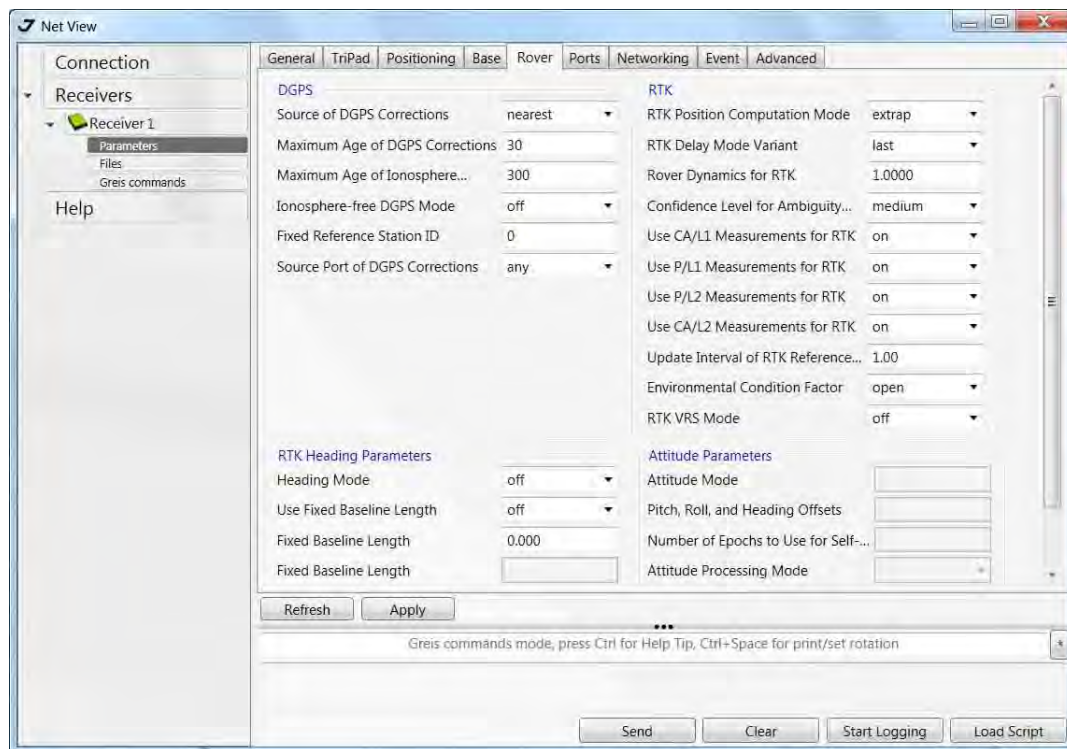 Net View
Connection
Receivers
Receiver 1
Parameters
Files
Greis commands
Help
General TriPad Positioning Base Rover Ports Networking Event Advanced
DGPS
Source of DGPS Corrections nearest
Maximum Age of DGPS Corrections 30
Maximum Age of Ionosphere... 300
Ionosphere-free DGPS Mode off
Fixed Reference Station ID 0
Source Port of DGPS Corrections any
RTK
RTK Position Computation Mode extrap
RTK Delay Mode Variant last
Rover Dynamics for RTK 1.0000
Confidence Level for Ambiguity... medium
Use CA/L1 Measurements for RTK on
Use P/L1 Measurements for RTK on
Use P/L2 Measurements for RTK on
Use CA/L2 Measurements for RTK on
Update Interval of RTK Reference... 1.00
Environmental Condition Factor open
RTK VRS Mode off
RTK Heading Parameters
Heading Mode off
Use Fixed Baseline Length off
Fixed Baseline Length 0.000
Fixed Baseline Length
Attitude Parameters
Attitude Mode
Pitch, Roll, and Heading Offsets
Number of Epochs to Use for Self-...
Attitude Processing Mode
Refresh Apply
Greis commands mode, press Ctrl for Help Tip, Ctrl+Space for print/set rotation
Send Clear Start Logging Load Script